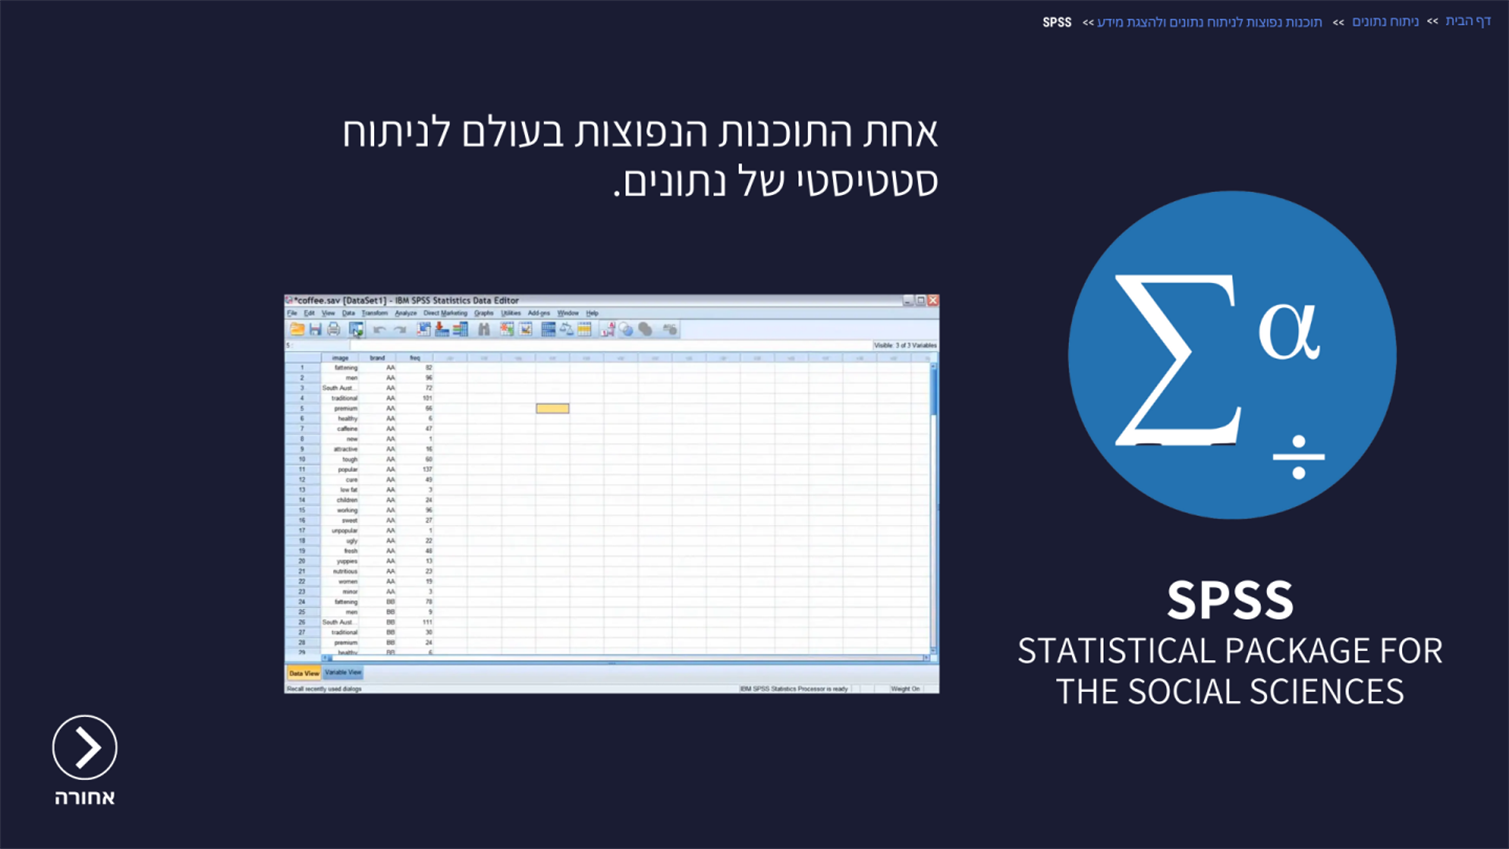 דף הבית >> ניתוח נתונים >> תוכנות נפוצות לניתוח נתונים ולהצגת מידע >> SPSS
אחת התוכנות הנפוצות בעולם לניתוח
סטטיסטי של נתונים.
Σ α ÷
SPSS
STATISTICAL PACKAGE FOR
THE SOCIAL SCIENCES
*coffee.sav [DataSet1] - IBM SPSS Statistics Data Editor
File Edit View Data Transform Analyze Direct Marketing Graphs Utilities Add-ons Window Help
5 Visible: 3 of 3 Variables
image brand freq
1 fattening AA 82
2 men AA 96
3 South Aust... AA 72
4 traditional AA 101
5 premium AA 66
6 healthy AA 6
7 caffeine AA 47
8 new AA 1
9 attractive AA 16
10 tough AA 60
11 popular AA 137
12 cure AA 49
13 low fat AA 3
14 children AA 24
15 working AA 96
16 sweet AA 27
17 unpopular AA 1
18 ugly AA 22
19 fresh AA 48
20 yuppies AA 13
21 nutritious AA 23
22 women AA 19
23 minor AA 3
24 fattening BB 78
25 men BB 9
26 South Aust... BB 111
27 traditional BB 30
28 premium BB 24
29 healthy BB 6
Data View Variable View
Recall recently used dialogs IBM SPSS Statistics Processor is ready Weight On
אחורה